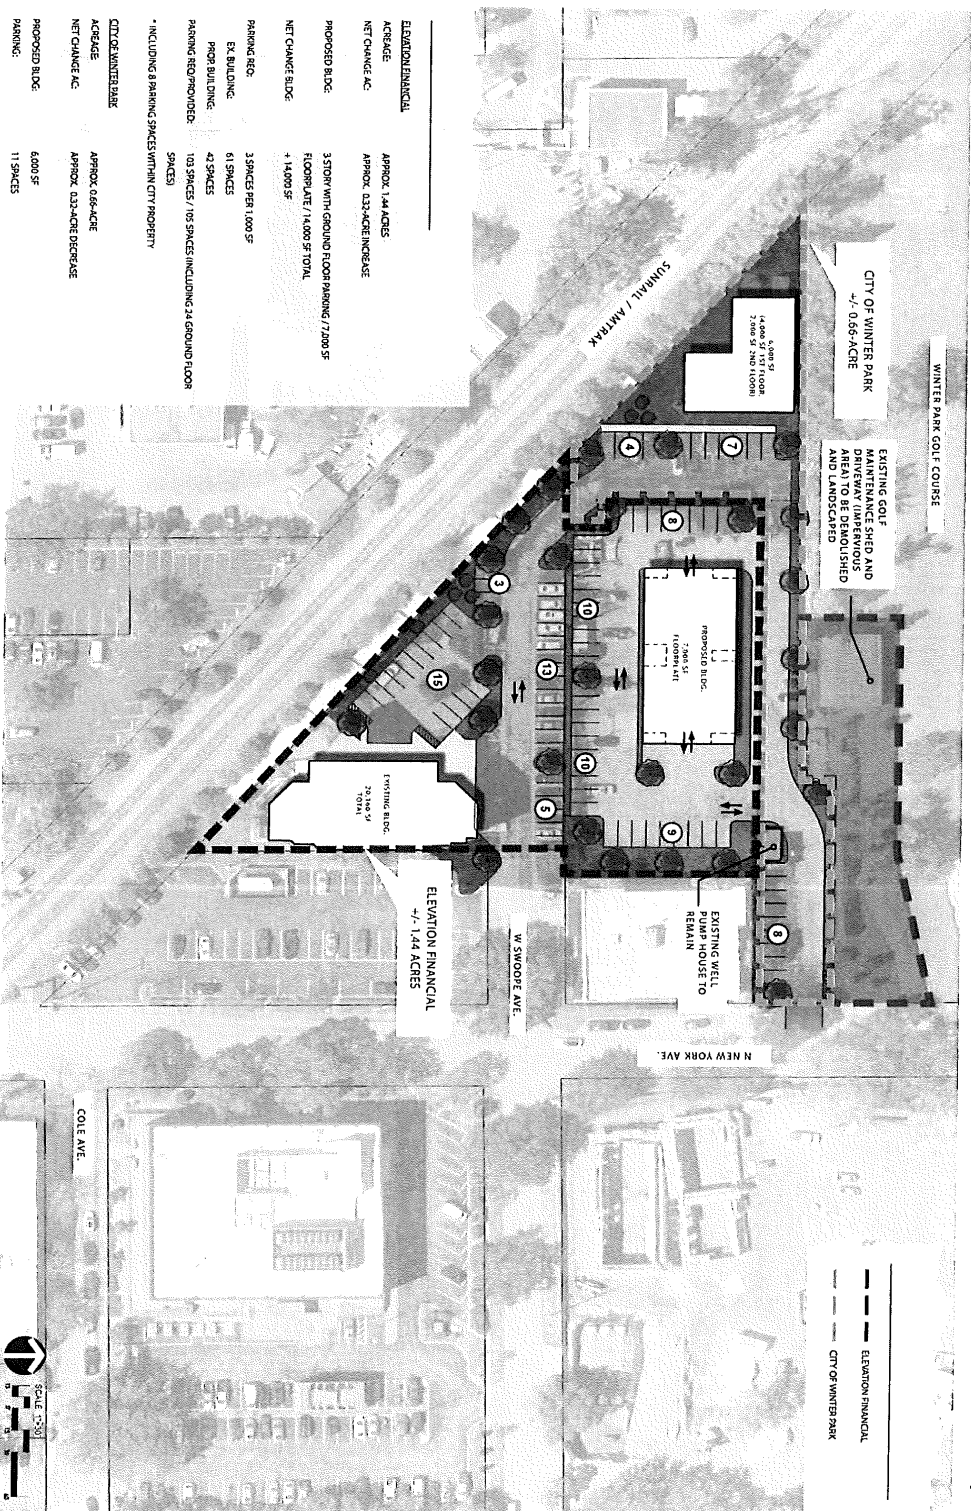 WINTER PARK GOLF COURSE
CITY OF WINTER PARK
+/- 0.66-ACRE
EXISTING GOLF
MAINTENANCE SHED AND
DRIVEWAY (IMPERVIOUS
AREA) TO BE DEMOLISHED
AND LANDSCAPED
6,000 SF
(4,000 SF 1ST FLOOR,
2,000 SF 2ND FLOOR)
SUNRAIL / AMTRAK
7
4
8
3
10
13
15
10
5
9
8
PROPOSED BLDG.
7,000 SF
FLOORPLATE
EXISTING BLDG.
20,160 SF
TOTAL
EXISTING WELL
PUMP HOUSE TO
REMAIN
ELEVATION FINANCIAL
+/- 1.44 ACRES
W SWOOPE AVE.
N NEW YORK AVE.
COLE AVE.
ELEVATION FINANCIAL
CITY OF WINTER PARK
ELEVATION FINANCIAL
ACREAGE: APPROX. 1.44 ACRES
NET CHANGE AC: APPROX. 0.32-ACRE INCREASE
PROPOSED BLDG: 3 STORY WITH GROUND FLOOR PARKING / 7,000 SF
FLOORPLATE / 14,000 SF TOTAL
NET CHANGE BLDG: + 14,000 SF
PARKING REQ: 3 SPACES PER 1,000 SF
EX. BUILDING: 61 SPACES
PROP. BUILDING: 42 SPACES
PARKING REQ/PROVIDED: 103 SPACES / 105 SPACES (INCLUDING 24 GROUND FLOOR
SPACES)
* INCLUDING 8 PARKING SPACES WITHIN CITY PROPERTY
CITY OF WINTER PARK
ACREAGE: APPROX. 0.66-ACRE
NET CHANGE AC: APPROX. 0.32-ACRE DECREASE
PROPOSED BLDG: 6,000 SF
PARKING: 11 SPACES
SCALE: 1"=30'